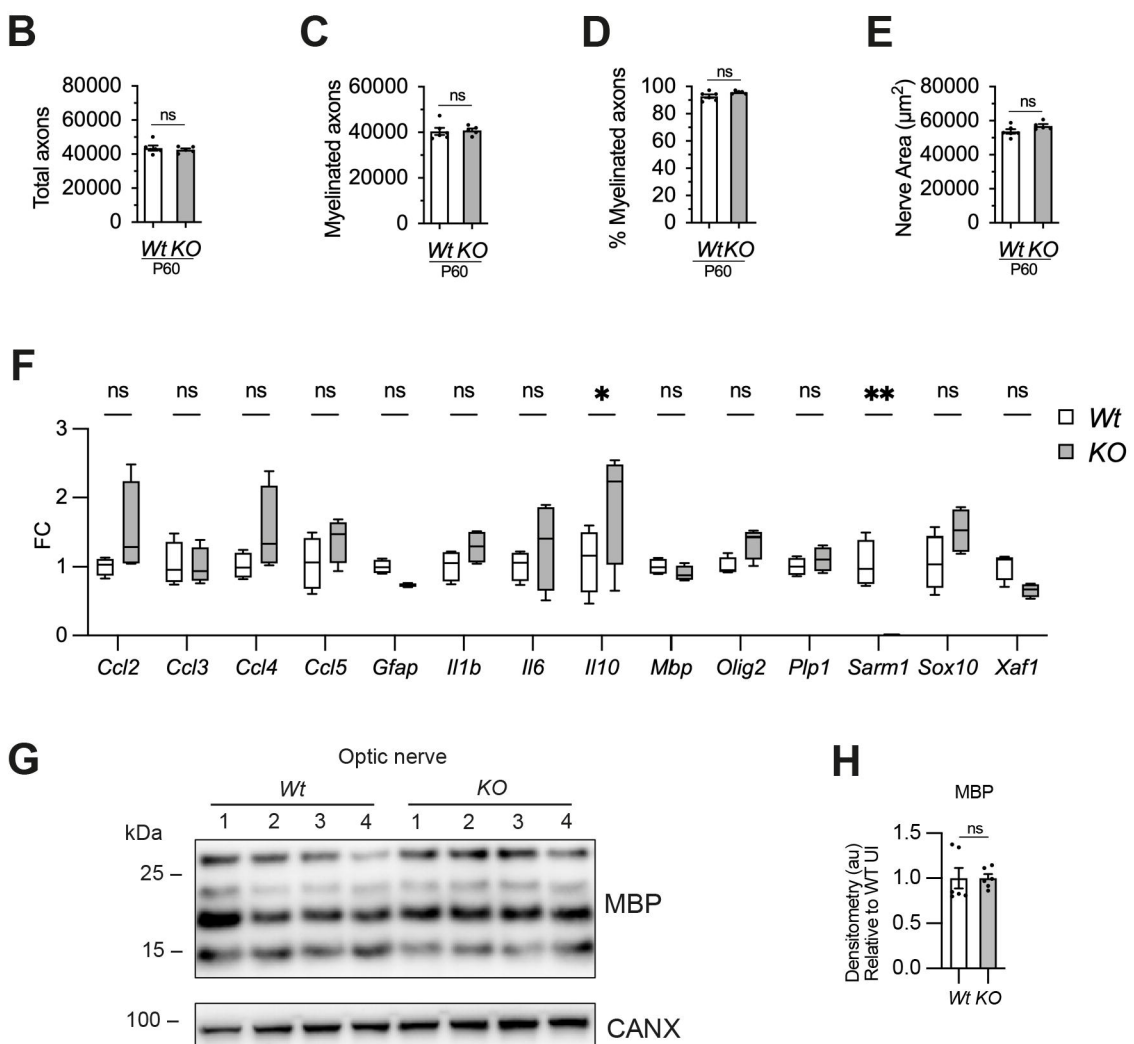 B
C
D
E
80000
60000
40000
20000
0
Total axons
ns
Wt KO
P60
60000
40000
20000
0
Myelinated axons
ns
Wt KO
P60
100
80
60
40
20
0
% Myelinated axons
ns
Wt KO
P60
80000
60000
40000
20000
0
Nerve Area (µm²)
ns
Wt KO
P60
F
ns ns ns ns ns ns ns * ns ns ns ** ns ns
Wt
KO
3
2
1
0
FC
Ccl2 Ccl3 Ccl4 Ccl5 Gfap Il1b Il6 Il10 Mbp Olig2 Plp1 Sarm1 Sox10 Xaf1
G
Optic nerve
Wt KO
kDa 1 2 3 4 1 2 3 4
25
15
MBP
100
CANX
H
MBP
1.5
1.0
0.5
0.0
Densitometry (au)
Relative to WT UI
ns
Wt KO